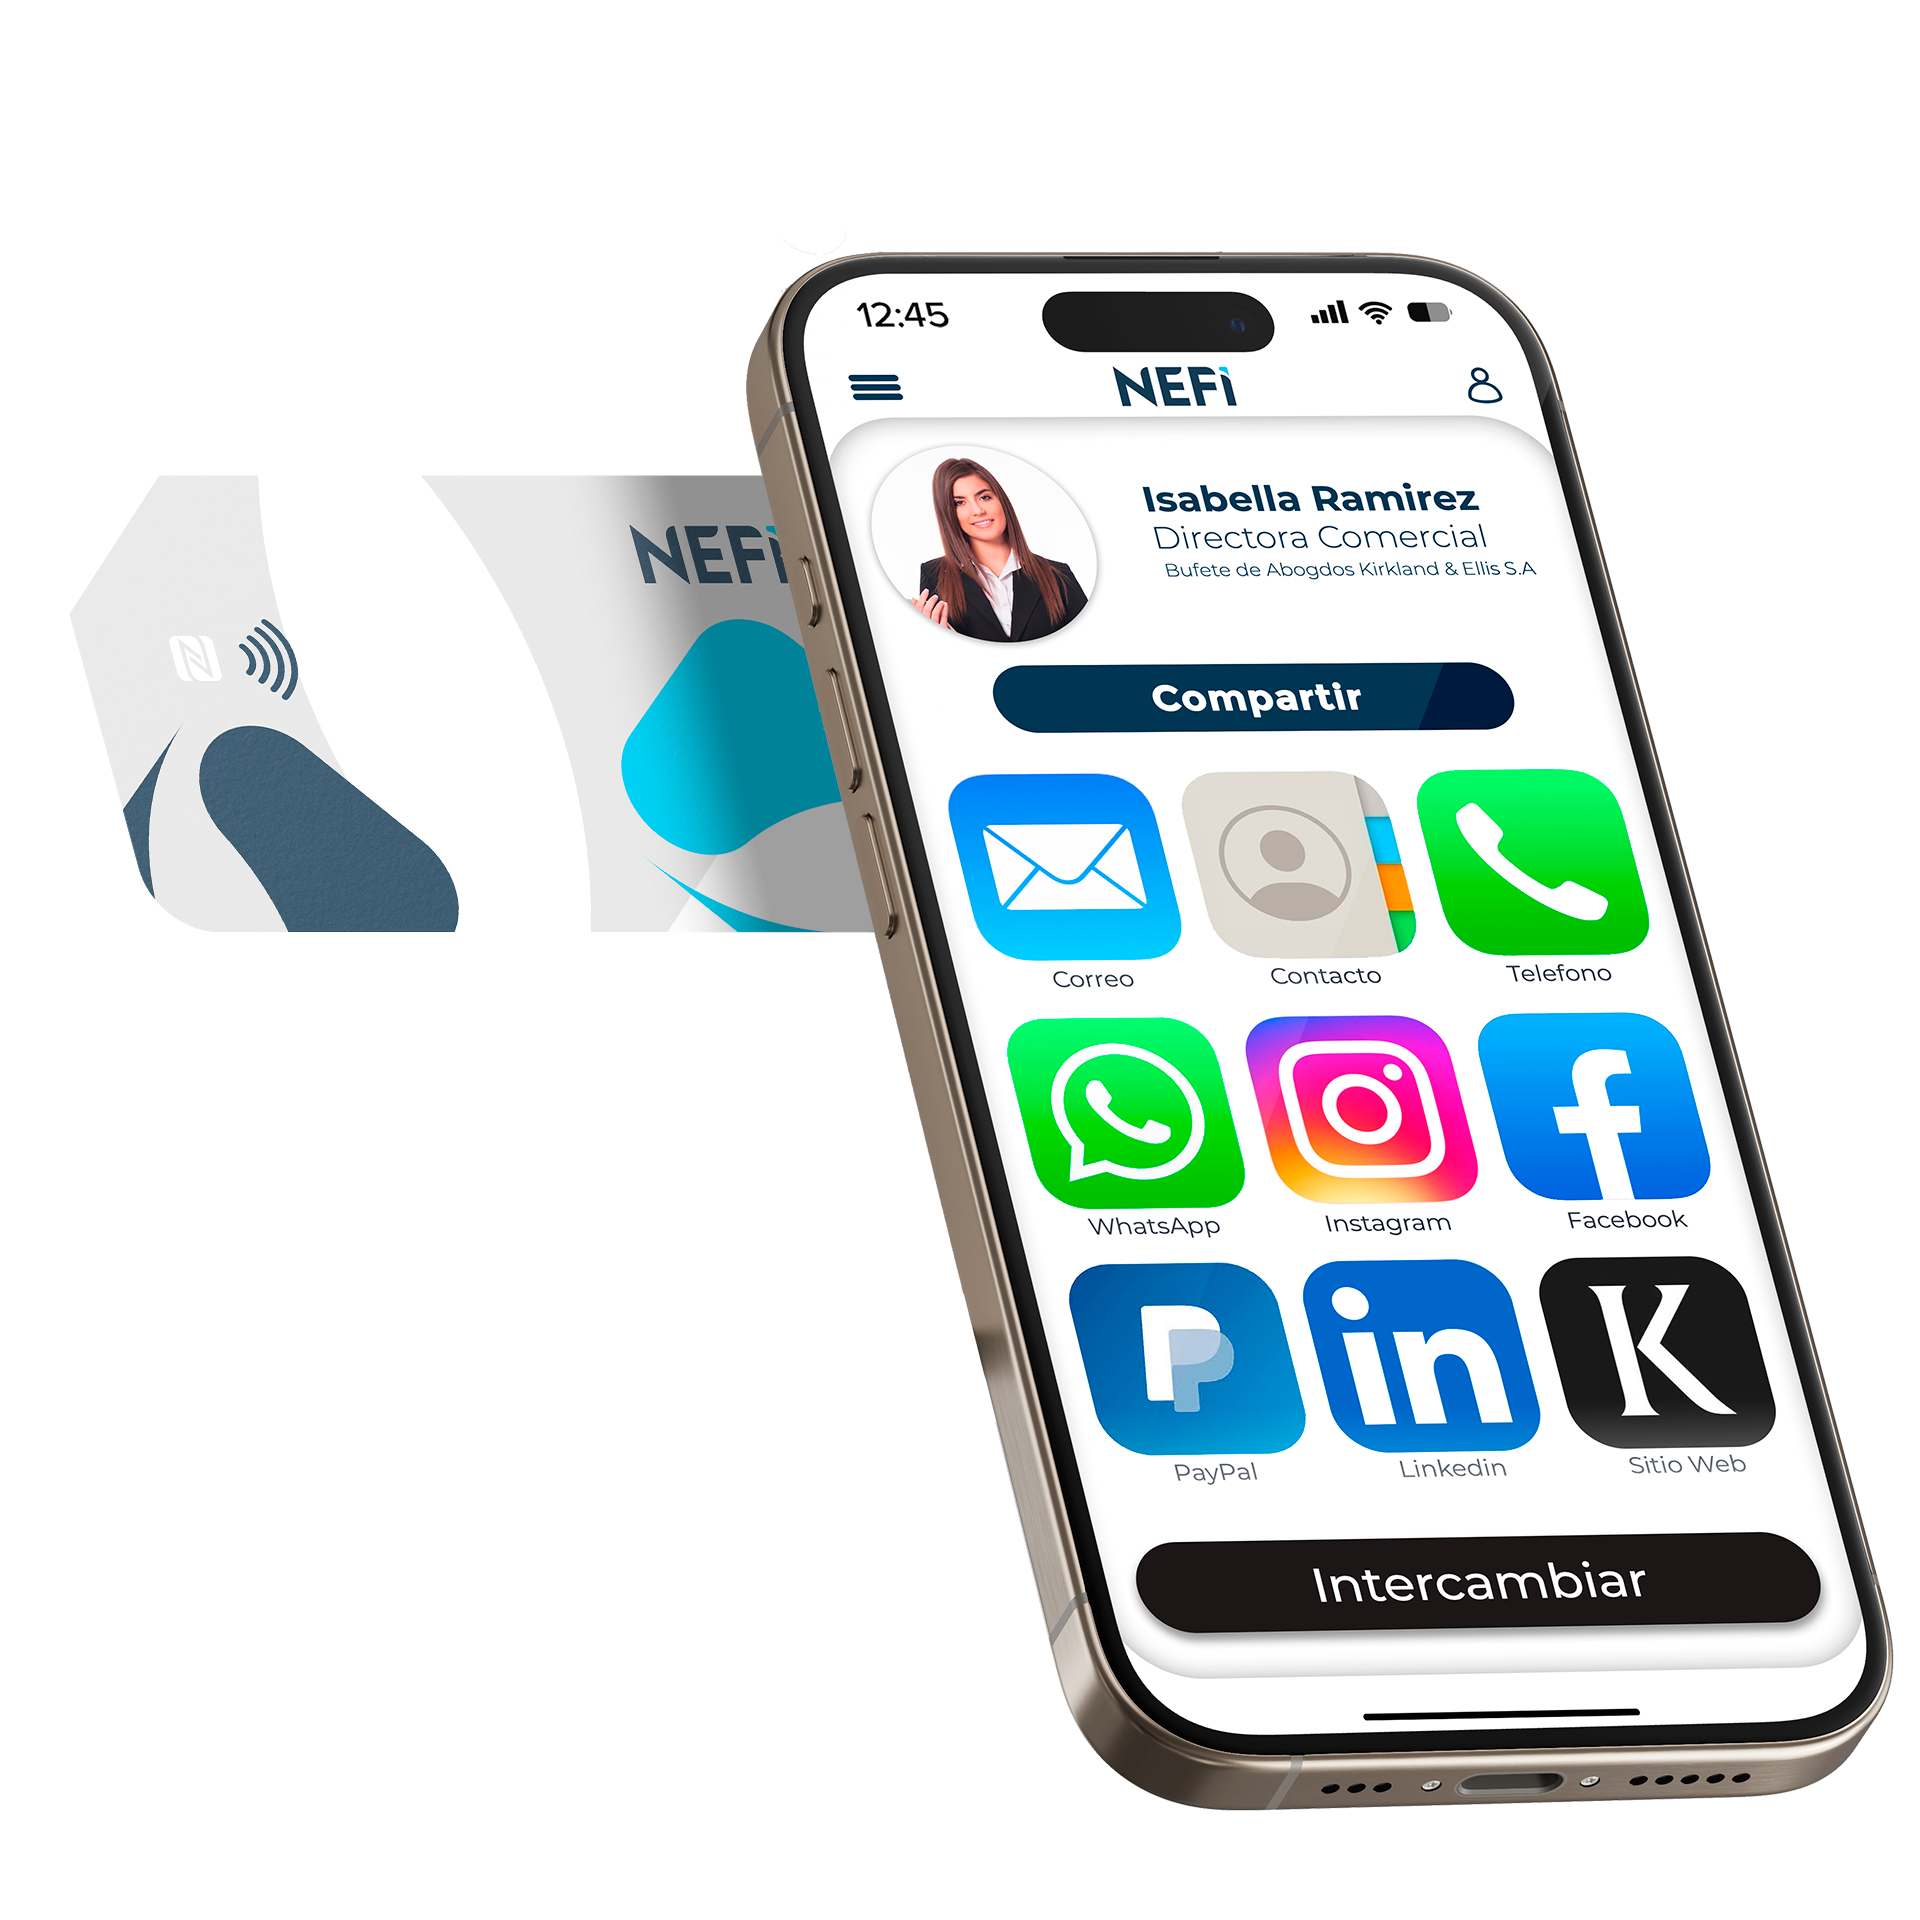 12:45
NEFi
Isabella Ramirez
Directora Comercial
Bufete de Abogdos Kirkland & Ellis S.A
NEFi
Compartir
Correo
Contacto
Telefono
WhatsApp
Instagram
Facebook
P
in
K
PayPal
Linkedin
Sitio Web
Intercambiar